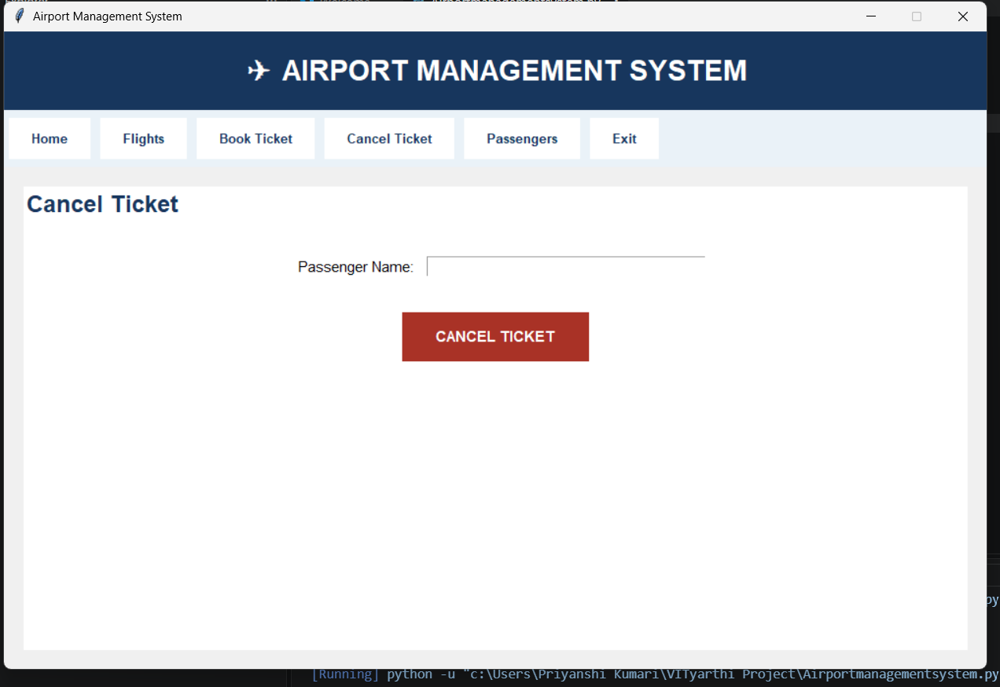 Airport Management System
✈ AIRPORT MANAGEMENT SYSTEM
Home Flights Book Ticket Cancel Ticket Passengers Exit
Cancel Ticket
Passenger Name:
CANCEL TICKET
py
[Running] python -u "c:\Users\Priyanshi Kumari\VITyarthi Project\Airportmanagementsystem.py